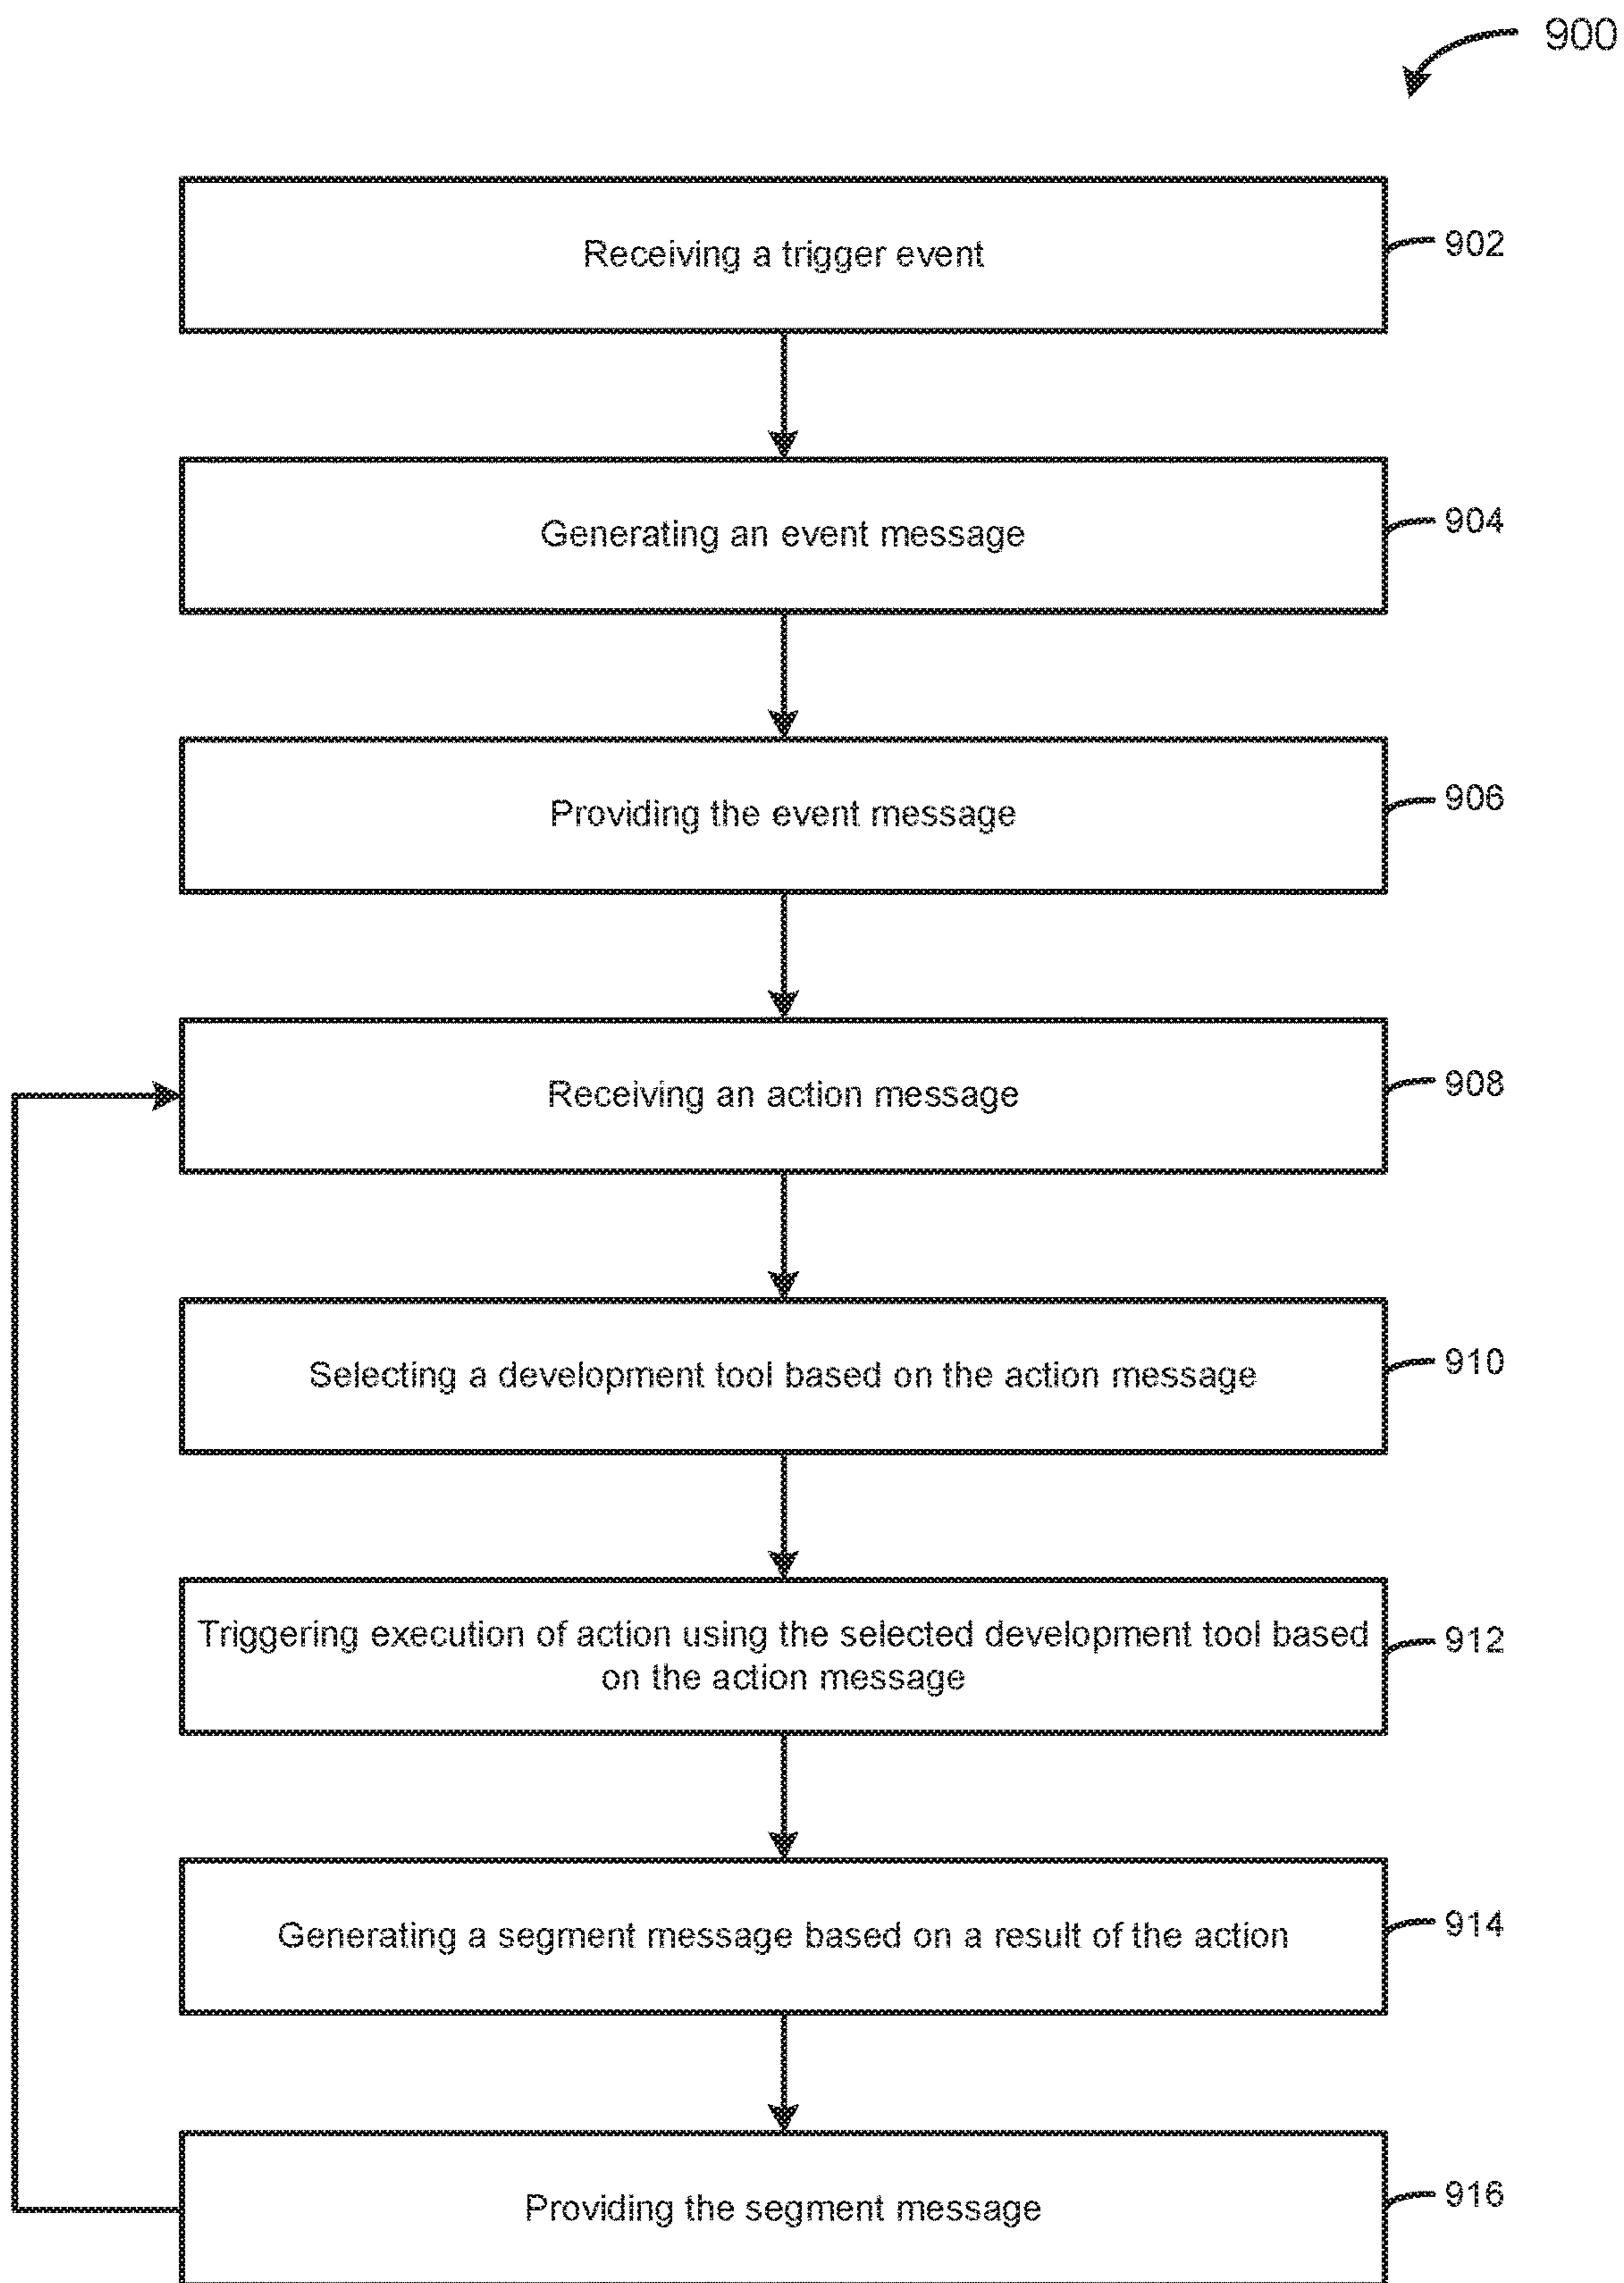 900
Receiving a trigger event
902
Generating an event message
904
Providing the event message
906
Receiving an action message
908
Selecting a development tool based on the action message
910
Triggering execution of action using the selected development tool based
on the action message
912
Generating a segment message based on a result of the action
914
Providing the segment message
916